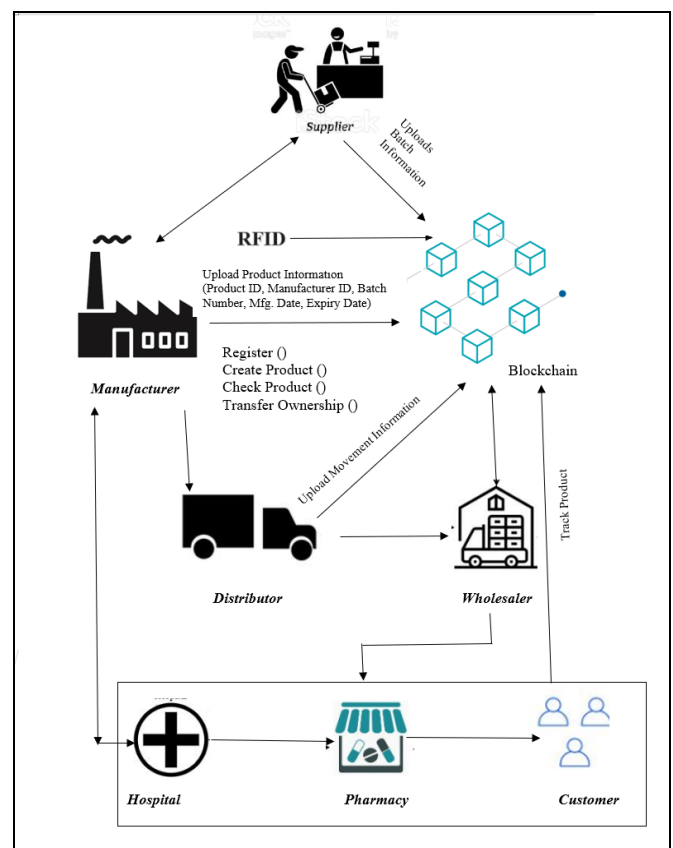 Supplier
Uploads
Batch
Information
RFID
Upload Product Information
(Product ID, Manufacturer ID, Batch
Number, Mfg. Date, Expiry Date)
Register ()
Create Product ()
Check Product ()
Transfer Ownership ()
Blockchain
Manufacturer
Upload Movement Information
Track Product
Distributor
Wholesaler
Hospital
Pharmacy
Customer